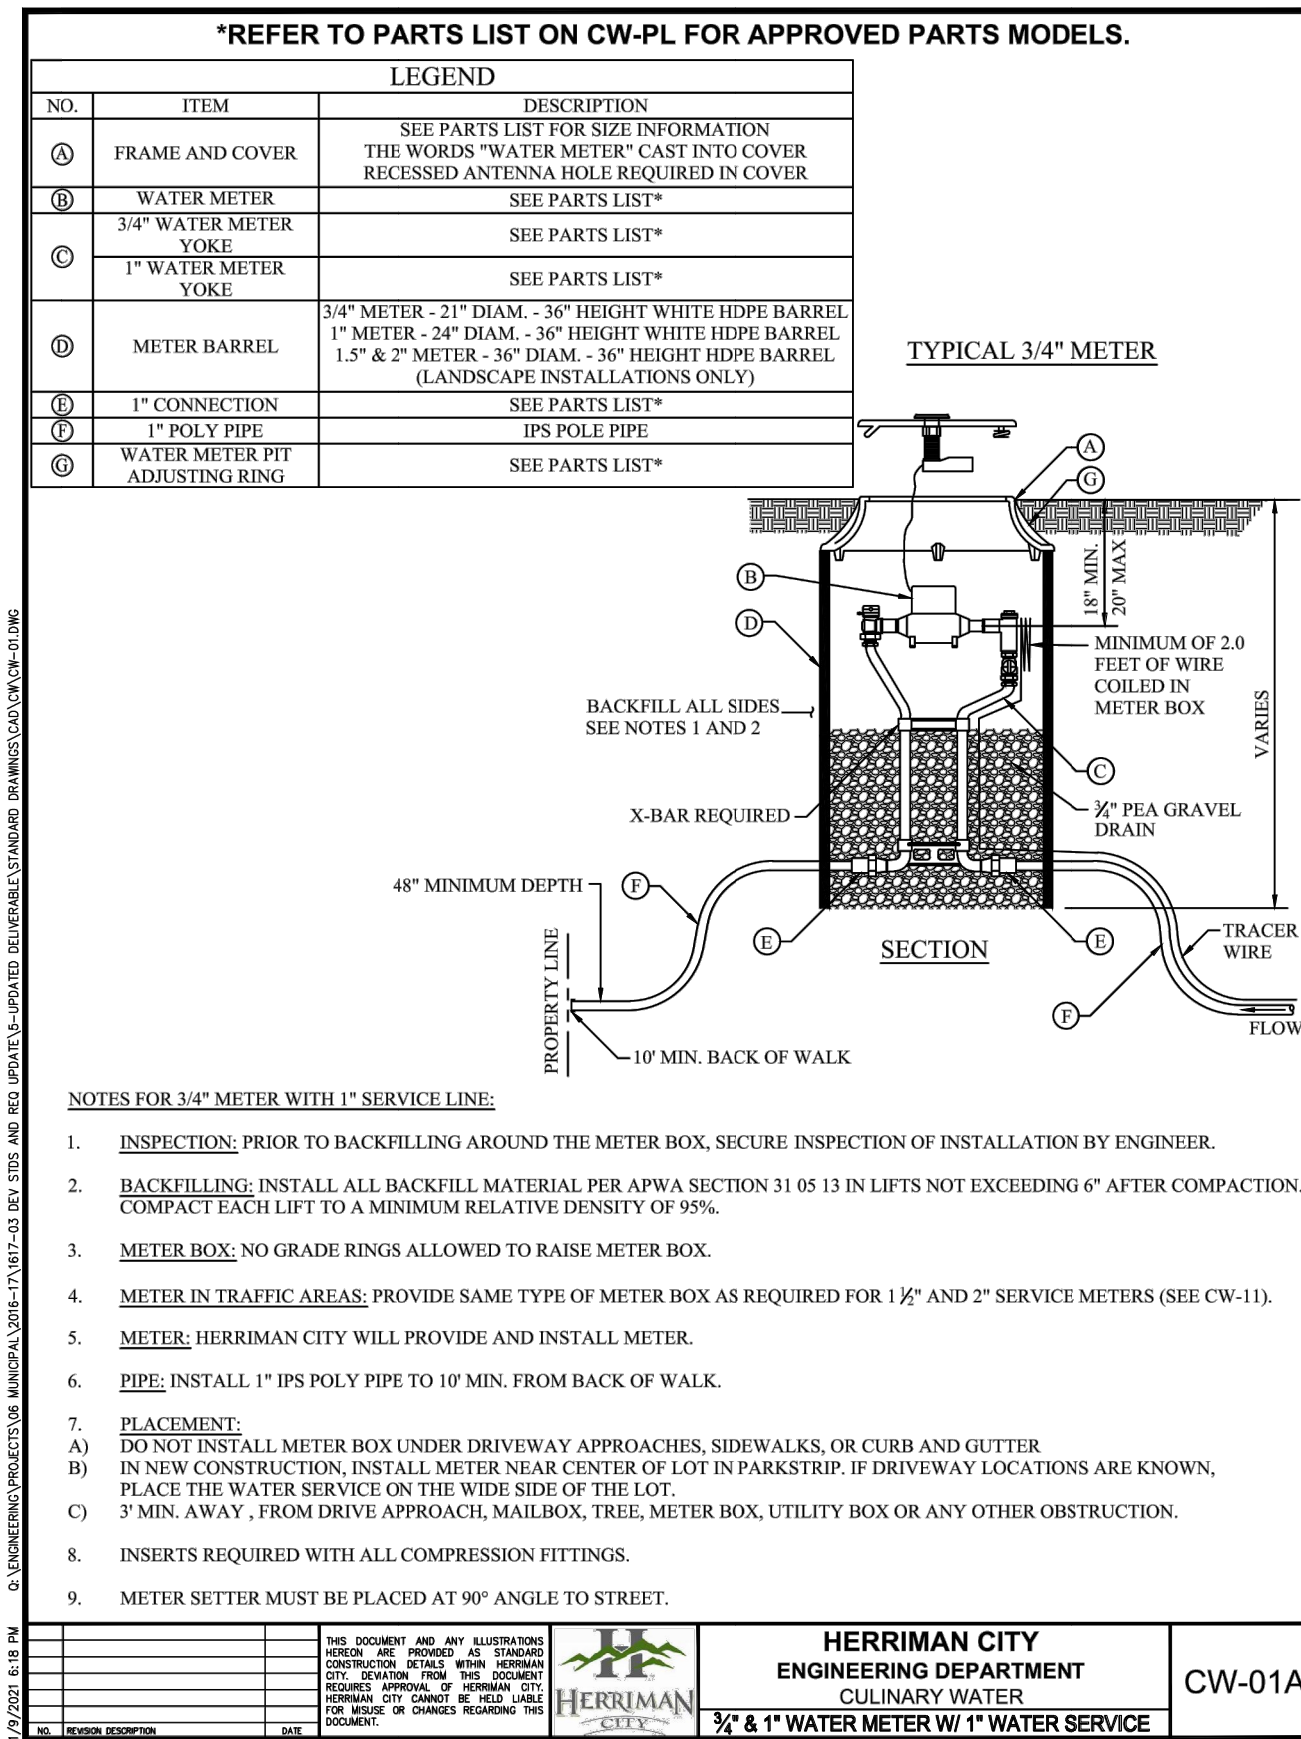 *REFER TO PARTS LIST ON CW-PL FOR APPROVED PARTS MODELS.
LEGEND
NO. ITEM DESCRIPTION
A FRAME AND COVER
SEE PARTS LIST FOR SIZE INFORMATION
THE WORDS "WATER METER" CAST INTO COVER
RECESSED ANTENNA HOLE REQUIRED IN COVER
B WATER METER SEE PARTS LIST*
C
3/4" WATER METER
YOKE
SEE PARTS LIST*
1" WATER METER
YOKE
SEE PARTS LIST*
D METER BARREL
3/4" METER - 21" DIAM. - 36" HEIGHT WHITE HDPE BARREL
1" METER - 24" DIAM. - 36" HEIGHT WHITE HDPE BARREL
1.5" & 2" METER - 36" DIAM. - 36" HEIGHT HDPE BARREL
(LANDSCAPE INSTALLATIONS ONLY)
E 1" CONNECTION SEE PARTS LIST*
F 1" POLY PIPE IPS POLE PIPE
G
WATER METER PIT
ADJUSTING RING
SEE PARTS LIST*
TYPICAL 3/4" METER
A
G
18" MIN.
20" MAX
B
D
MINIMUM OF 2.0
FEET OF WIRE
COILED IN
METER BOX
VARIES
BACKFILL ALL SIDES
SEE NOTES 1 AND 2
C
X-BAR REQUIRED
¾" PEA GRAVEL
DRAIN
48" MINIMUM DEPTH
F
E
E
SECTION
TRACER
WIRE
PROPERTY LINE
F
FLOW
10' MIN. BACK OF WALK
NOTES FOR 3/4" METER WITH 1" SERVICE LINE:
1. INSPECTION: PRIOR TO BACKFILLING AROUND THE METER BOX, SECURE INSPECTION OF INSTALLATION BY ENGINEER.
2. BACKFILLING: INSTALL ALL BACKFILL MATERIAL PER APWA SECTION 31 05 13 IN LIFTS NOT EXCEEDING 6" AFTER COMPACTION.
COMPACT EACH LIFT TO A MINIMUM RELATIVE DENSITY OF 95%.
3. METER BOX: NO GRADE RINGS ALLOWED TO RAISE METER BOX.
4. METER IN TRAFFIC AREAS: PROVIDE SAME TYPE OF METER BOX AS REQUIRED FOR 1 ½" AND 2" SERVICE METERS (SEE CW-11).
5. METER: HERRIMAN CITY WILL PROVIDE AND INSTALL METER.
6. PIPE: INSTALL 1" IPS POLY PIPE TO 10' MIN. FROM BACK OF WALK.
7. PLACEMENT:
A) DO NOT INSTALL METER BOX UNDER DRIVEWAY APPROACHES, SIDEWALKS, OR CURB AND GUTTER
B) IN NEW CONSTRUCTION, INSTALL METER NEAR CENTER OF LOT IN PARKSTRIP. IF DRIVEWAY LOCATIONS ARE KNOWN,
PLACE THE WATER SERVICE ON THE WIDE SIDE OF THE LOT.
C) 3' MIN. AWAY , FROM DRIVE APPROACH, MAILBOX, TREE, METER BOX, UTILITY BOX OR ANY OTHER OBSTRUCTION.
8. INSERTS REQUIRED WITH ALL COMPRESSION FITTINGS.
9. METER SETTER MUST BE PLACED AT 90° ANGLE TO STREET.
Q:\ENGINEERING\PROJECTS\06 MUNICIPAL\2016-17\1617-03 DEV STDS AND REQ UPDATE\5-UPDATED DELIVERABLE\STANDARD DRAWINGS\CAD\CW\CW-01.DWG
1/9/2021 6:18 PM
NO. REVISION DESCRIPTION DATE
THIS DOCUMENT AND ANY ILLUSTRATIONS
HEREON ARE PROVIDED AS STANDARD
CONSTRUCTION DETAILS WITHIN HERRIMAN
CITY. DEVIATION FROM THIS DOCUMENT
REQUIRES APPROVAL OF HERRIMAN CITY.
HERRIMAN CITY CANNOT BE HELD LIABLE
FOR MISUSE OR CHANGES REGARDING THIS
DOCUMENT.
H
HERRIMAN
CITY
HERRIMAN CITY
ENGINEERING DEPARTMENT
CULINARY WATER
¾" & 1" WATER METER W/ 1" WATER SERVICE
CW-01A